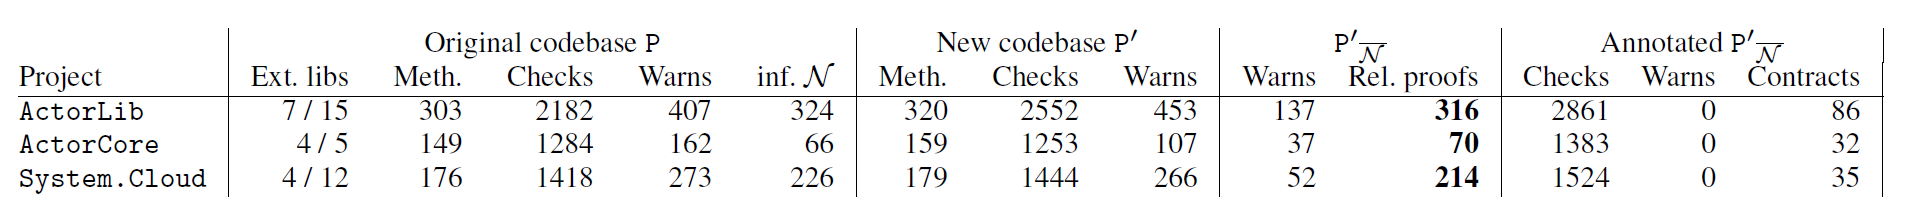 Original codebase P New codebase P′ P′_𝒩̅ Annotated P′_𝒩̅
Project Ext. libs Meth. Checks Warns inf. 𝒩 Meth. Checks Warns Warns Rel. proofs Checks Warns Contracts
ActorLib 7 / 15 303 2182 407 324 320 2552 453 137 316 2861 0 86
ActorCore 4 / 5 149 1284 162 66 159 1253 107 37 70 1383 0 32
System.Cloud 4 / 12 176 1418 273 226 179 1444 266 52 214 1524 0 35